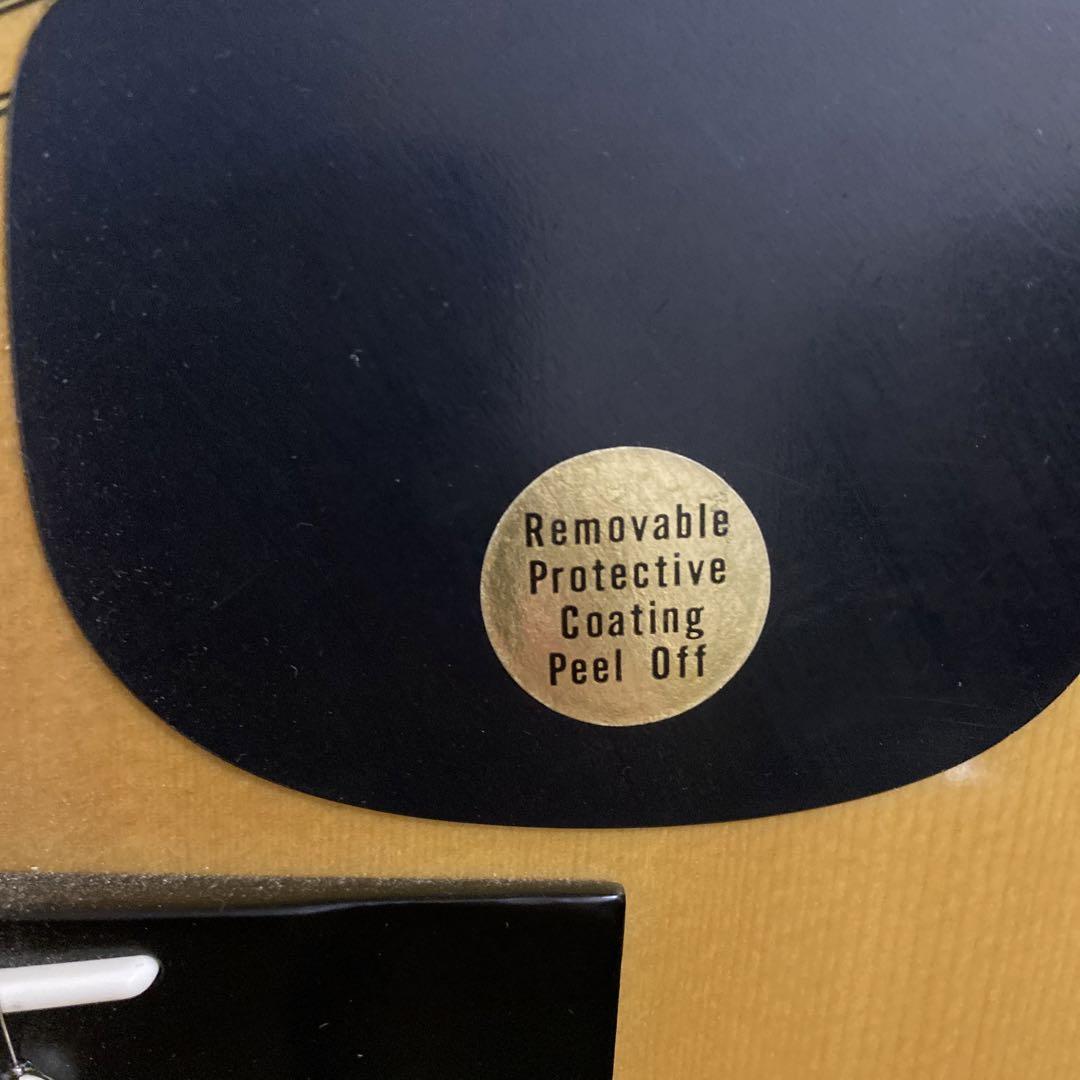 Removable
Protective
Coating
Peel Off